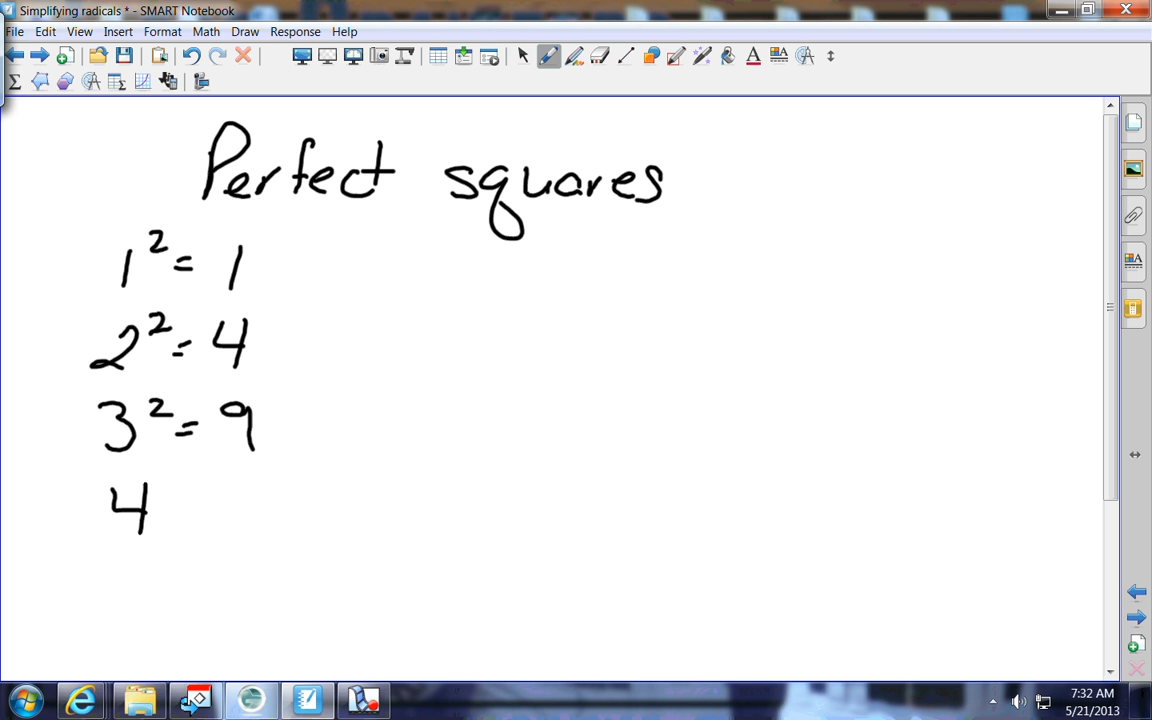 Simplifying radicals * - SMART Notebook
File Edit View Insert Format Math Draw Response Help
Perfect squares
1² = 1
2² = 4
3² = 9
4
7:32 AM
5/21/2013